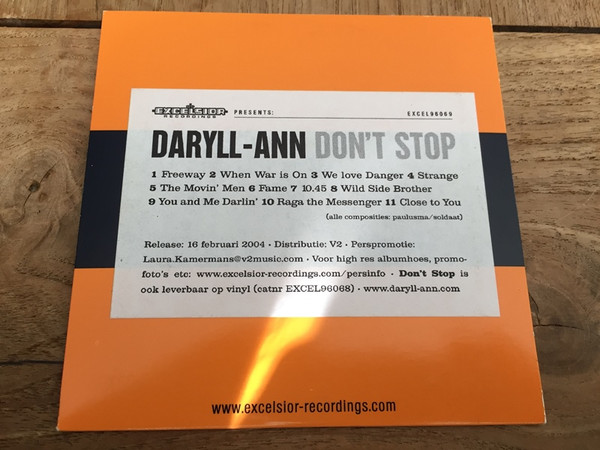 EXCELSIOR RECORDINGS PRESENTS: EXCEL96069
DARYLL-ANN DON'T STOP
1 Freeway 2 When War is On 3 We love Danger 4 Strange
5 The Movin' Men 6 Fame 7 10.45 8 Wild Side Brother
9 You and Me Darlin' 10 Raga the Messenger 11 Close to You
(alle composities: paulusma/soldaat)
Release: 16 februari 2004 · Distributie: V2 · Perspromotie:
Laura.Kamermans@v2music.com · Voor high res albumhoes, promo-
foto's etc: www.excelsior-recordings.com/persinfo · Don't Stop is
ook leverbaar op vinyl (catnr EXCEL96068) · www.daryll-ann.com
www.excelsior-recordings.com